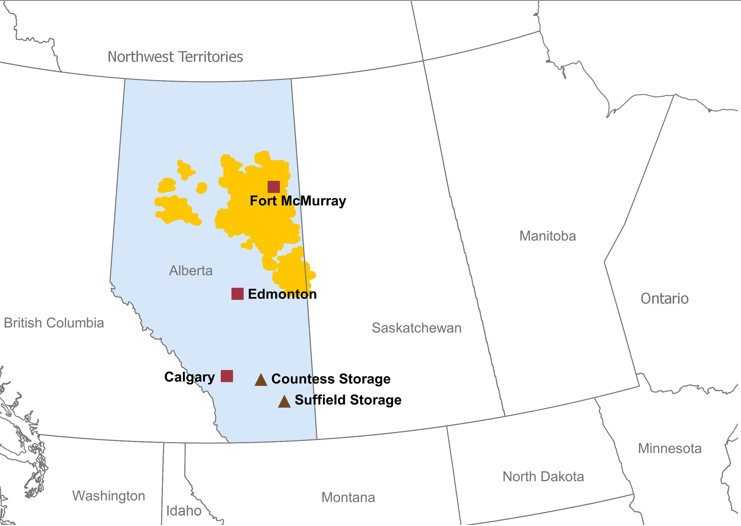 Northwest Territories
Fort McMurray
Manitoba
Alberta
Edmonton
Ontario
British Columbia
Saskatchewan
Calgary
Countess Storage
Suffield Storage
Minnesota
North Dakota
Washington
Montana
Idaho